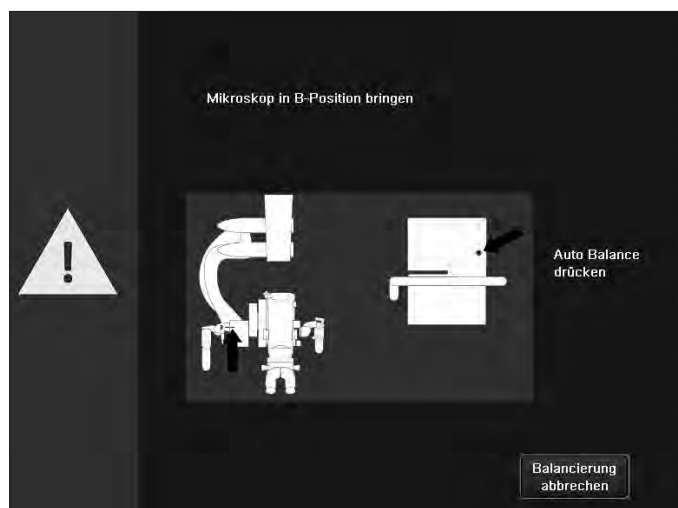 Mikroskop in B-Position bringen
Auto Balance
drücken
Balancierung
abbrechen